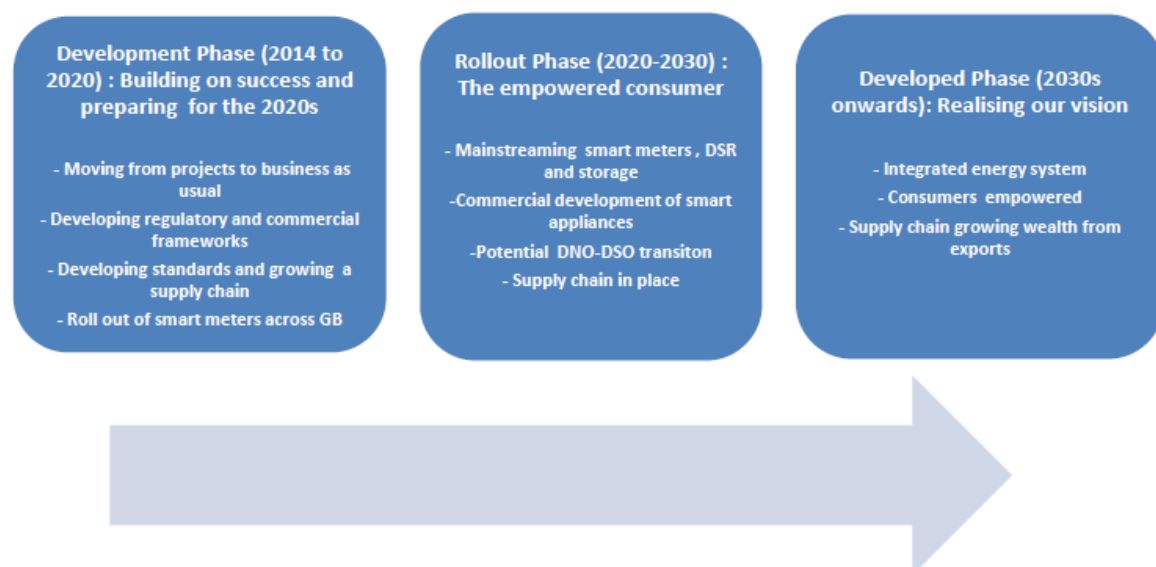 Development Phase (2014 to
2020) : Building on success and
preparing for the 2020s
- Moving from projects to business as
usual
- Developing regulatory and commercial
frameworks
- Developing standards and growing a
supply chain
- Roll out of smart meters across GB
Rollout Phase (2020-2030) :
The empowered consumer
- Mainstreaming smart meters , DSR
and storage
-Commercial development of smart
appliances
-Potential DNO-DSO transiton
- Supply chain in place
Developed Phase (2030s
onwards): Realising our vision
- Integrated energy system
- Consumers empowered
- Supply chain growing wealth from
exports